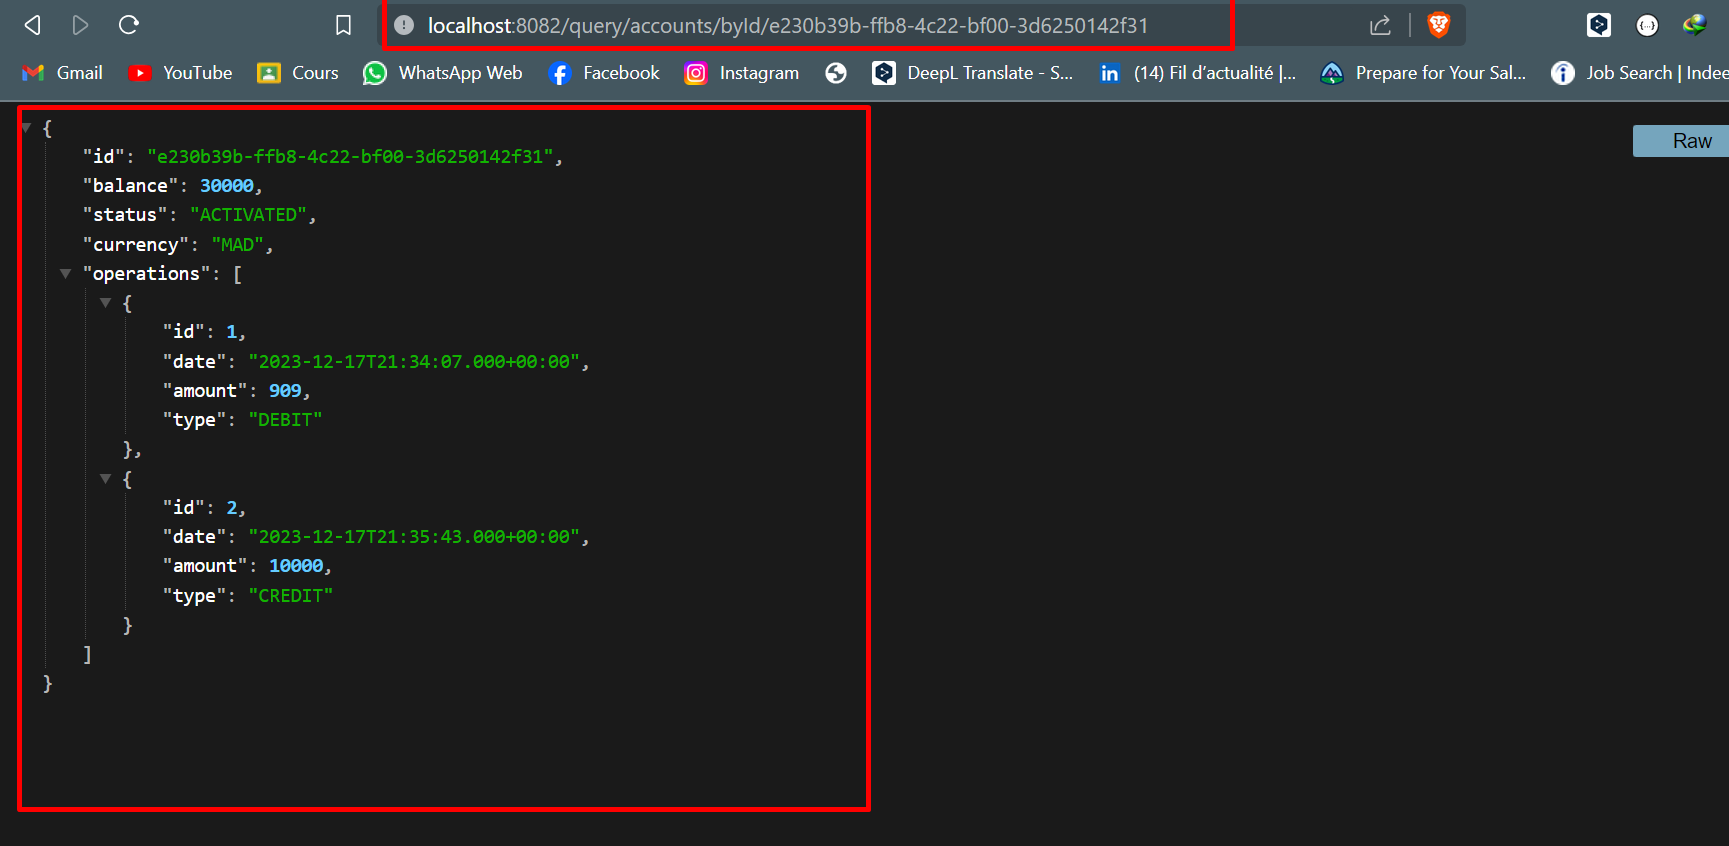 localhost:8082/query/accounts/byId/e230b39b-ffb8-4c22-bf00-3d6250142f31
Gmail YouTube Cours WhatsApp Web Facebook Instagram DeepL Translate - S... (14) Fil d'actualité |... Prepare for Your Sal... Job Search | Indee
Raw
{
"id": "e230b39b-ffb8-4c22-bf00-3d6250142f31",
"balance": 30000,
"status": "ACTIVATED",
"currency": "MAD",
"operations": [
{
"id": 1,
"date": "2023-12-17T21:34:07.000+00:00",
"amount": 909,
"type": "DEBIT"
},
{
"id": 2,
"date": "2023-12-17T21:35:43.000+00:00",
"amount": 10000,
"type": "CREDIT"
}
]
}